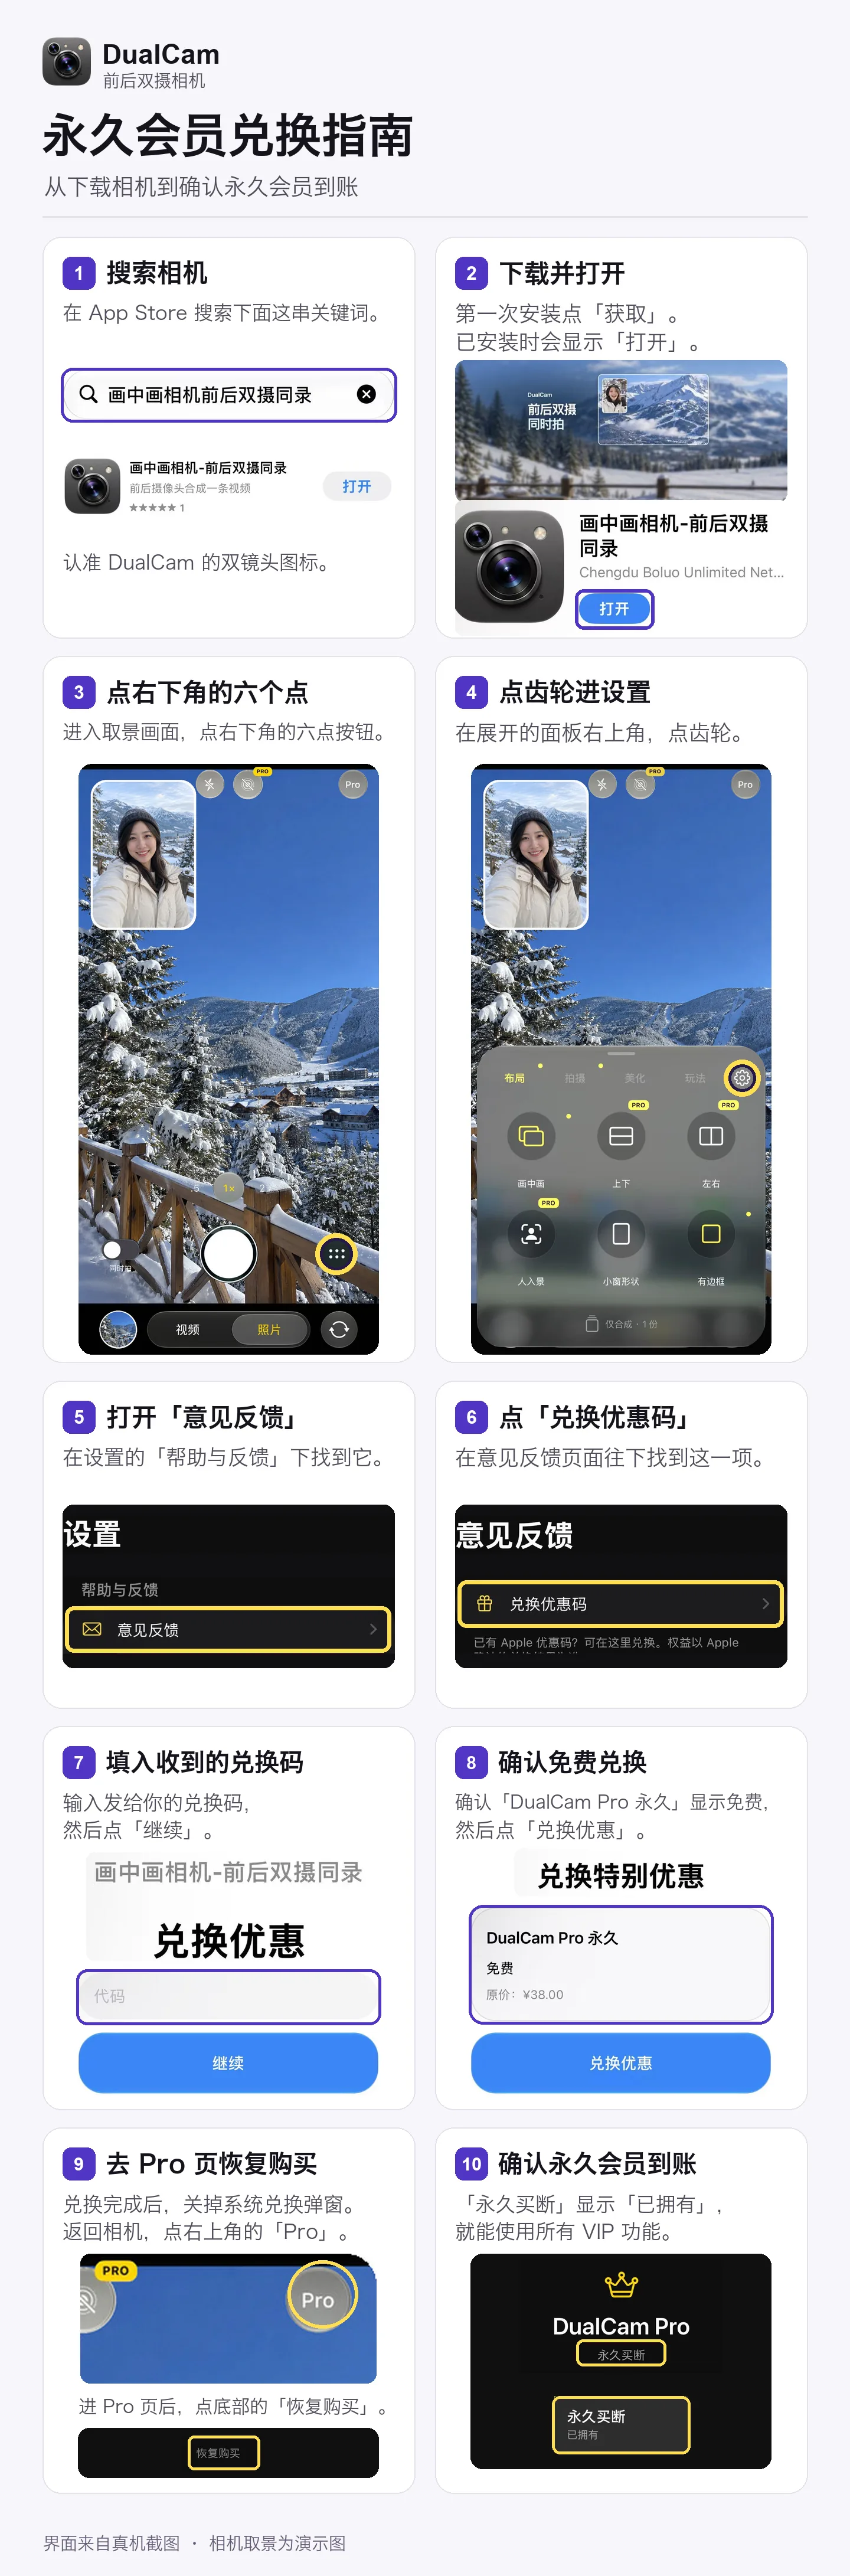 DualCam
前后双摄相机
永久会员兑换指南
从下载相机到确认永久会员到账
1 搜索相机
在 App Store 搜索下面这串关键词。
画中画相机前后双摄同录
画中画相机-前后双摄同录
前后摄像头合成一条视频
★★★★★ 1
打开
认准 DualCam 的双镜头图标。
2 下载并打开
第一次安装点「获取」。
已安装时会显示「打开」。
DualCam
前后双摄
同时拍
画中画相机-前后双摄
同录
Chengdu Boluo Unlimited Net...
打开
3 点右下角的六个点
进入取景画面，点右下角的六点按钮。
PRO
Pro
1×
2
同时拍
视频
照片
4 点齿轮进设置
在展开的面板右上角，点齿轮。
PRO
Pro
布局
拍摄
美化
玩法
PRO
PRO
画中画
上下
左右
PRO
人入景
小窗形状
有边框
仅合成 · 1 份
5 打开「意见反馈」
在设置的「帮助与反馈」下找到它。
设置
帮助与反馈
意见反馈
6 点「兑换优惠码」
在意见反馈页面往下找到这一项。
意见反馈
兑换优惠码
已有 Apple 优惠码？可在这里兑换。权益以 Apple
7 填入收到的兑换码
输入发给你的兑换码，
然后点「继续」。
画中画相机-前后双摄同录
兑换优惠
代码
继续
8 确认免费兑换
确认「DualCam Pro 永久」显示免费，
然后点「兑换优惠」。
兑换特别优惠
DualCam Pro 永久
免费
原价：¥38.00
兑换优惠
9 去 Pro 页恢复购买
兑换完成后，关掉系统兑换弹窗。
返回相机，点右上角的「Pro」。
PRO
Pro
进 Pro 页后，点底部的「恢复购买」。
恢复购买
10 确认永久会员到账
「永久买断」显示「已拥有」，
就能使用所有 VIP 功能。
DualCam Pro
永久买断
永久买断
已拥有
界面来自真机截图 · 相机取景为演示图